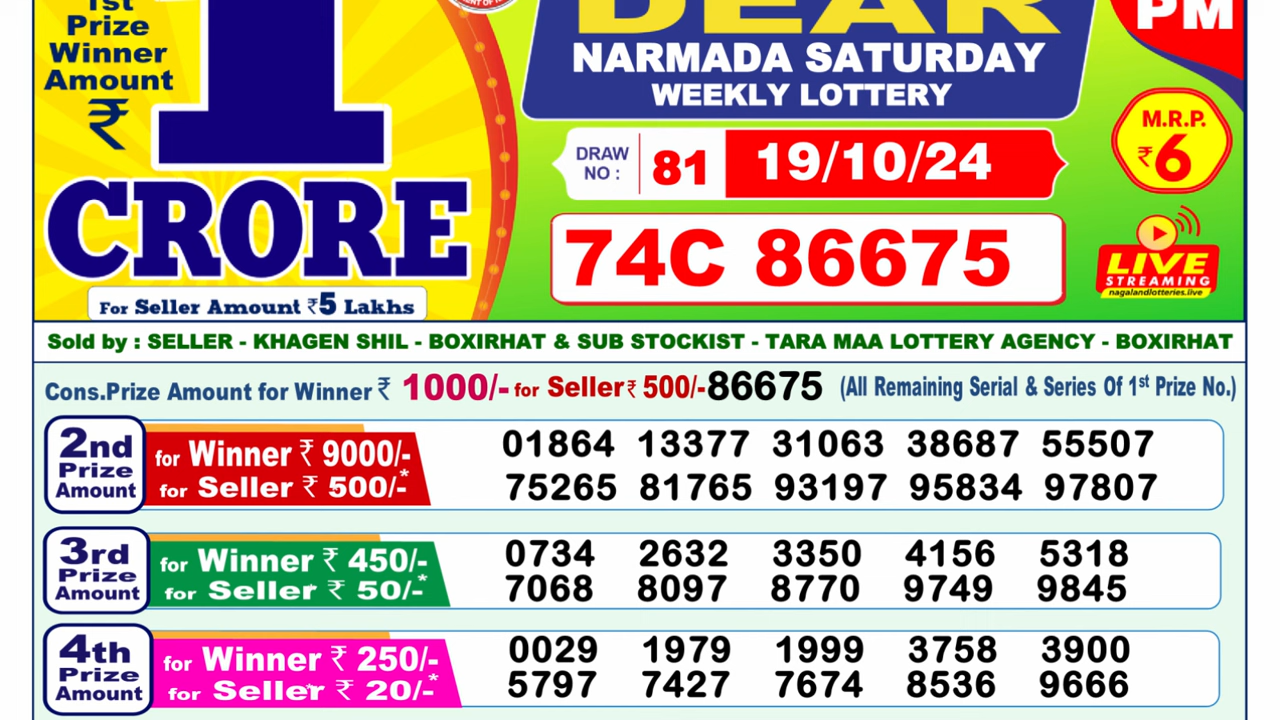 1st
Prize
Winner
Amount
₹
1
CRORE
For Seller Amount ₹5 Lakhs
DEAR
NARMADA SATURDAY
WEEKLY LOTTERY
PM
DRAW NO : 81 19/10/24
M.R.P.
₹6
74C 86675
LIVE
STREAMING
nagalandlotteries.live
Sold by : SELLER - KHAGEN SHIL - BOXIRHAT & SUB STOCKIST - TARA MAA LOTTERY AGENCY - BOXIRHAT
Cons.Prize Amount for Winner ₹ 1000/- for Seller ₹ 500/- 86675 (All Remaining Serial & Series Of 1st Prize No.)
2nd
Prize
Amount
for Winner ₹ 9000/-
for Seller ₹ 500/-*
01864 13377 31063 38687 55507
75265 81765 93197 95834 97807
3rd
Prize
Amount
for Winner ₹ 450/-
for Seller ₹ 50/-*
0734 2632 3350 4156 5318
7068 8097 8770 9749 9845
4th
Prize
Amount
for Winner ₹ 250/-
for Seller ₹ 20/-*
0029 1979 1999 3758 3900
5797 7427 7674 8536 9666